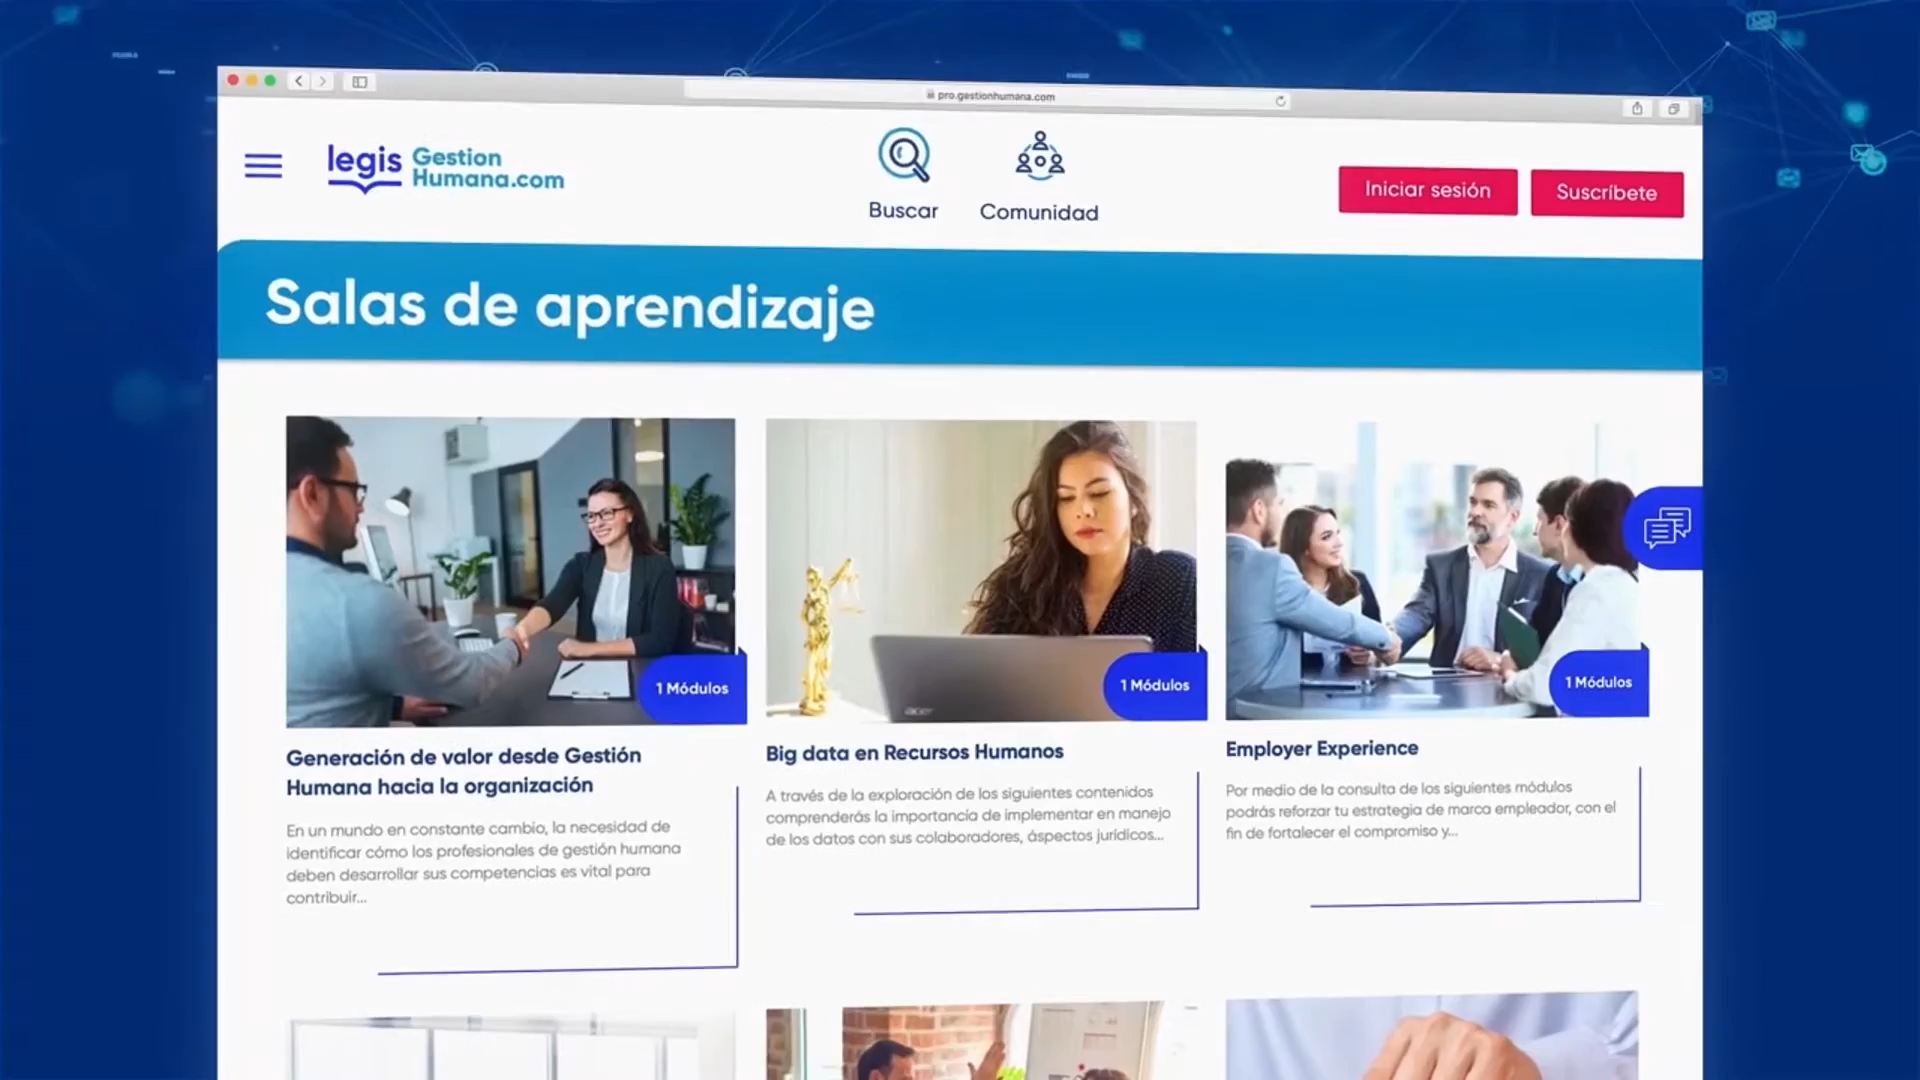 pro.gestionhumana.com
legis
Gestion
Humana.com
Buscar
Comunidad
Iniciar sesión
Suscríbete
Salas de aprendizaje
1 Módulos
1 Módulos
1 Módulos
Generación de valor desde Gestión
Humana hacia la organización
En un mundo en constante cambio, la necesidad de
identificar cómo los profesionales de gestión humana
deben desarrollar sus competencias es vital para
contribuir...
Big data en Recursos Humanos
A través de la exploración de los siguientes contenidos
comprenderás la importancia de implementar en manejo
de los datos con sus colaboradores, áspectos jurídicos...
Employer Experience
Por medio de la consulta de los siguientes módulos
podrás reforzar tu estrategia de marca empleador, con el
fin de fortalecer el compromiso y...
acer